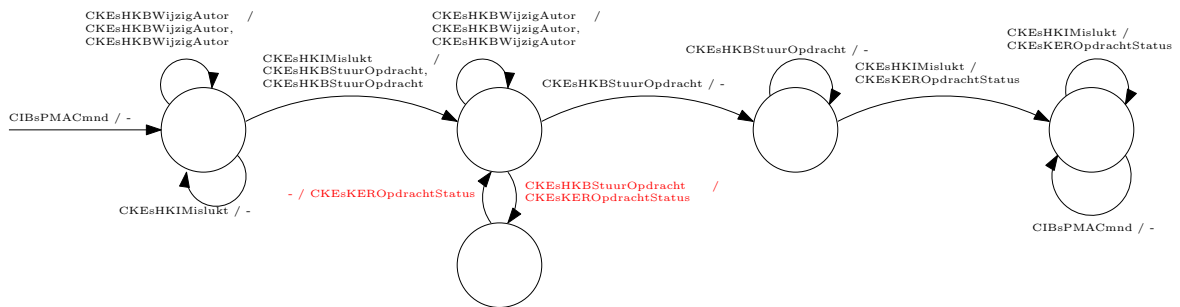 CKEsHKBWijzigAutor /
CKEsHKBWijzigAutor,
CKEsHKBWijzigAutor
CKEsHKBWijzigAutor /
CKEsHKBWijzigAutor,
CKEsHKBWijzigAutor
CKEsHKIMislukt /
CKEsKEROpdrachtStatus
CKEsHKBStuurOpdracht / -
CKEsHKIMislukt /
CKEsHKBStuurOpdracht,
CKEsHKBStuurOpdracht
CKEsHKIMislukt /
CKEsKEROpdrachtStatus
CKEsHKBStuurOpdracht / -
CIBsPMACmnd / -
- / CKEsKEROpdrachtStatus
CKEsHKBStuurOpdracht /
CKEsKEROpdrachtStatus
CKEsHKIMislukt / -
CIBsPMACmnd / -